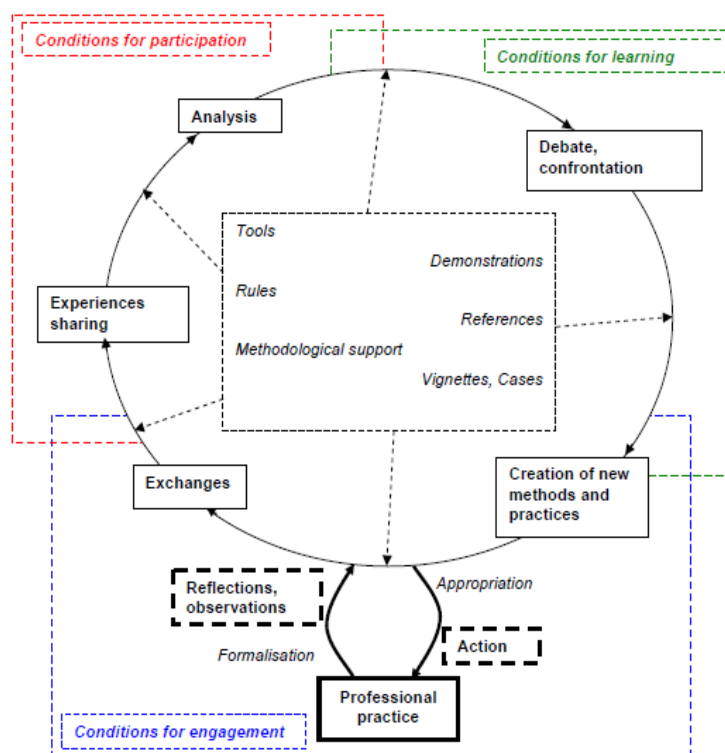 Conditions for participation
Conditions for learning
Analysis
Debate,
confrontation
Tools
Demonstrations
Rules
Experiences
sharing
References
Methodological support
Vignettes, Cases
Exchanges
Creation of new
methods and
practices
Reflections,
observations
Appropriation
Formalisation
Action
Professional
practice
Conditions for engagement